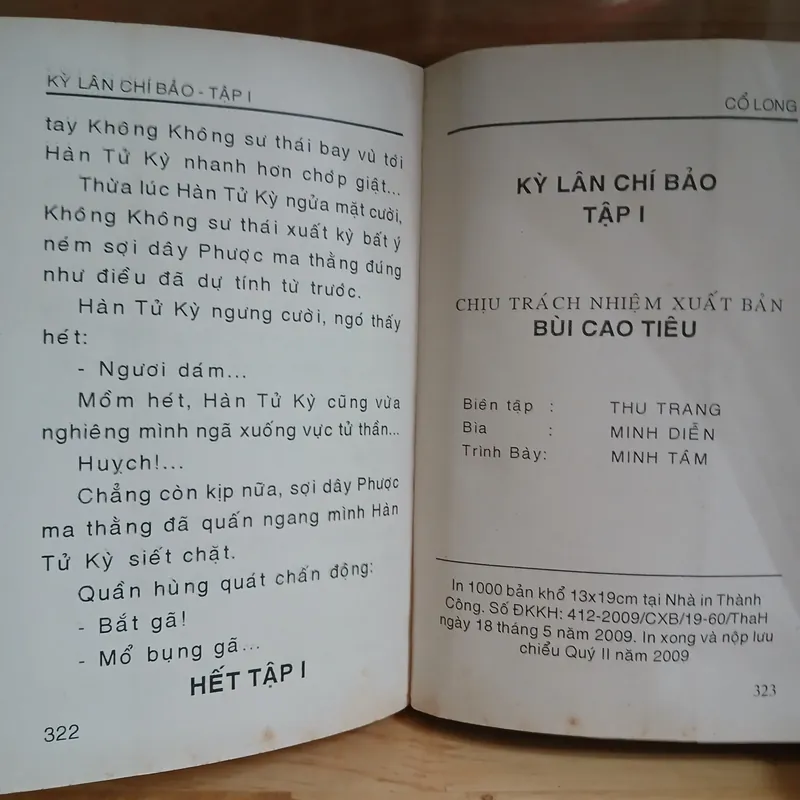 KỲ LÂN CHÍ BẢO - TẬP I
tay Không Không sư thái bay vù tới
Hàn Tử Kỳ nhanh hơn chớp giật...
Thừa lúc Hàn Tử Kỳ ngửa mặt cười,
Không Không sư thái xuất kỳ bất ý
ném sợi dây Phược ma thằng đúng
như điều đã dự tính từ trước.
Hàn Tử Kỳ ngưng cười, ngó thấy
hét:
- Ngươi dám...
Mồm hét, Hàn Tử Kỳ cũng vừa
nghiêng mình ngã xuống vực tử thần...
Huỵch!...
Chẳng còn kịp nữa, sợi dây Phược
ma thằng đã quấn ngang mình Hàn
Tử Kỳ siết chặt.
Quần hùng quát chấn động:
- Bắt gã!
- Mổ bụng gã...
HẾT TẬP I
322
CỔ LONG
KỲ LÂN CHÍ BẢO
TẬP I
CHỊU TRÁCH NHIỆM XUẤT BẢN
BÙI CAO TIÊU
Biên tập : THU TRANG
Bìa : MINH DIỄN
Trình Bày: MINH TÂM
In 1000 bản khổ 13x19cm tại Nhà in Thành
Công. Số ĐKKH: 412-2009/CXB/19-60/ThaH
ngày 18 tháng 5 năm 2009. In xong và nộp lưu
chiểu Quý II năm 2009
323